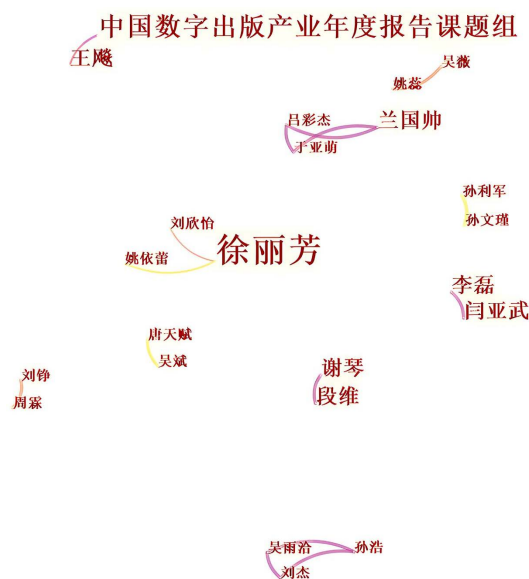 中国数字出版产业年度报告课题组
王飚
吴薇
姚蕊
吕彩杰
兰国帅
于亚萌
孙利军
孙文瑾
刘欣怡
徐丽芳
姚依蕾
李磊
闫亚武
唐天赋
吴斌
谢琴
段维
刘铮
周霖
吴雨洽
孙浩
刘杰